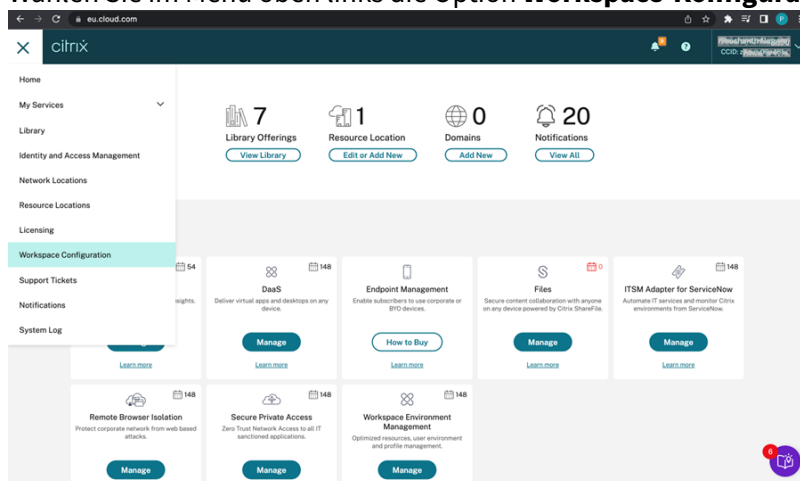 Wählen Sie im Menü oben links die Option Workspace-Konfigura
eu.cloud.com
P
citrix
CCID:
Home
My Services
Library
Identity and Access Management
Network Locations
Resource Locations
Licensing
Workspace Configuration
Support Tickets
Notifications
System Log
7
Library Offerings
View Library
1
Resource Location
Edit or Add New
0
Domains
Add New
20
Notifications
View All
54
sights.
Learn more
148
DaaS
Deliver virtual apps and desktops on any
device.
Manage
Learn more
Endpoint Management
Enable subscribers to use corporate or
BYO devices.
How to Buy
Learn more
0
Files
Secure content collaboration with anyone
on any device powered by Citrix ShareFile.
Manage
Learn more
148
ITSM Adapter for ServiceNow
Automate IT services and monitor Citrix
environments from ServiceNow.
Manage
Learn more
148
Remote Browser Isolation
Protect corporate network from web based
attacks.
Manage
148
Secure Private Access
Zero Trust Network Access to all IT
sanctioned applications.
Manage
148
Workspace Environment
Management
Optimized resources, user environment
and profile management.
Manage
6